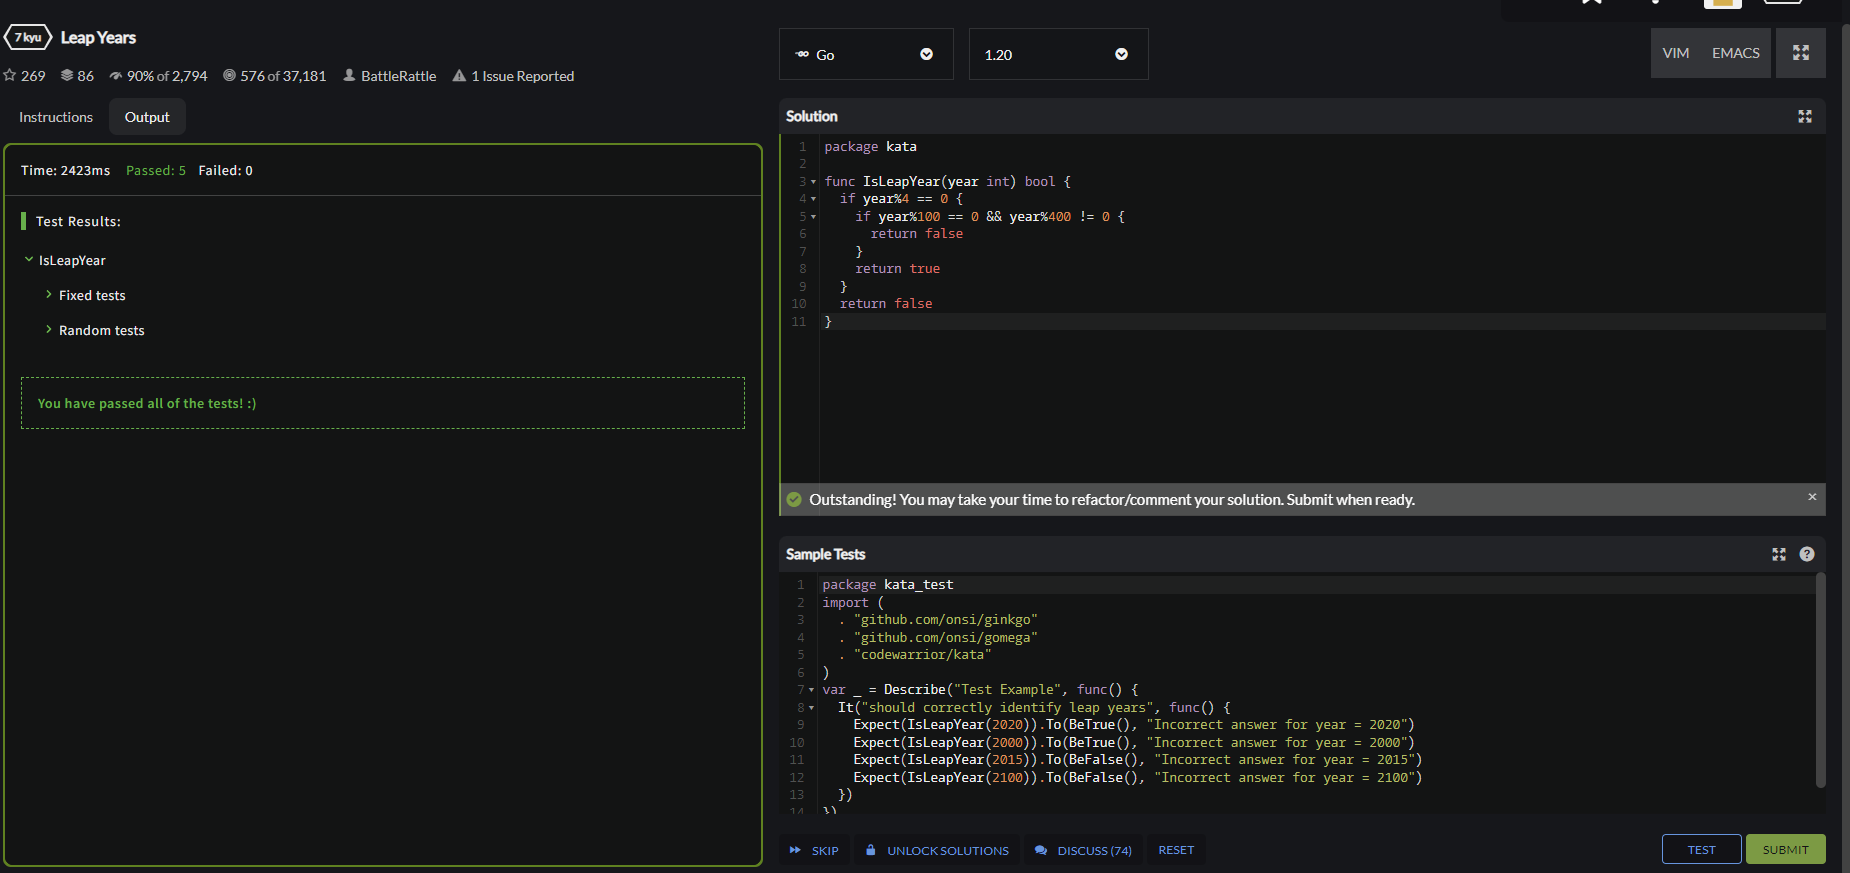 7 kyu Leap Years
269 86 90% of 2,794 576 of 37,181 BattleRattle 1 Issue Reported
Instructions Output
Time: 2423ms Passed: 5 Failed: 0
Test Results:
IsLeapYear
Fixed tests
Random tests
You have passed all of the tests! :)
Go 1.20 VIM EMACS
Solution
1 package kata
2
3 func IsLeapYear(year int) bool {
4 if year%4 == 0 {
5 if year%100 == 0 && year%400 != 0 {
6 return false
7 }
8 return true
9 }
10 return false
11 }
Outstanding! You may take your time to refactor/comment your solution. Submit when ready. ×
Sample Tests ?
1 package kata_test
2 import (
3 . "github.com/onsi/ginkgo"
4 . "github.com/onsi/gomega"
5 . "codewarrior/kata"
6 )
7 var _ = Describe("Test Example", func() {
8 It("should correctly identify leap years", func() {
9 Expect(IsLeapYear(2020)).To(BeTrue(), "Incorrect answer for year = 2020")
10 Expect(IsLeapYear(2000)).To(BeTrue(), "Incorrect answer for year = 2000")
11 Expect(IsLeapYear(2015)).To(BeFalse(), "Incorrect answer for year = 2015")
12 Expect(IsLeapYear(2100)).To(BeFalse(), "Incorrect answer for year = 2100")
13 })
14 })
SKIP UNLOCK SOLUTIONS DISCUSS (74) RESET TEST SUBMIT